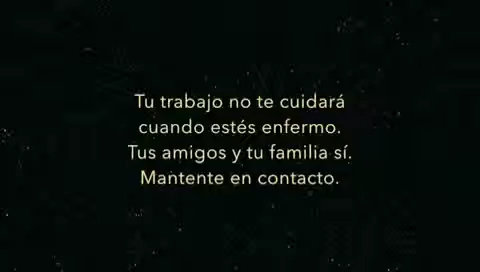 Tu trabajo no te cuidará
cuando estés enfermo.
Tus amigos y tu familia sí.
Mantente en contacto.